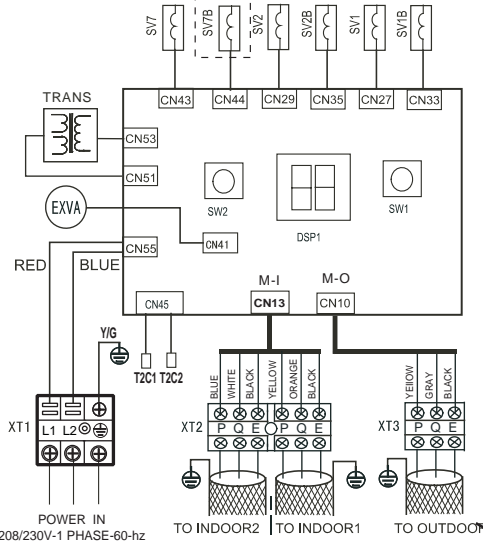 SV7 SV7B SV2 SV2B SV1 SV1B
CN43 CN44 CN29 CN35 CN27 CN33
TRANS
CN53
CN51
EXVA
SW2
DSP1
SW1
CN41
CN55
RED BLUE
M-I M-O
CN45 CN13 CN10
Y/G
T2C1 T2C2
BLUE WHITE BLACK YELLOW ORANGE BLACK YEllOW GRAY BLACK
XT1 L1 L2
XT2 P Q E P Q E
XT3 P Q E
POWER IN
208/230V-1 PHASE-60-hz
TO INDOOR2 TO INDOOR1 TO OUTDOOR